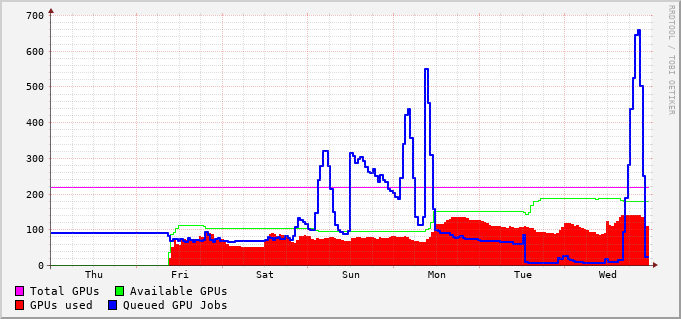 700
600
500
400
300
200
100
0
Thu Fri Sat Sun Mon Tue Wed
Total GPUs Available GPUs
GPUs used Queued GPU Jobs
RRDTOOL / TOBI OETIKER